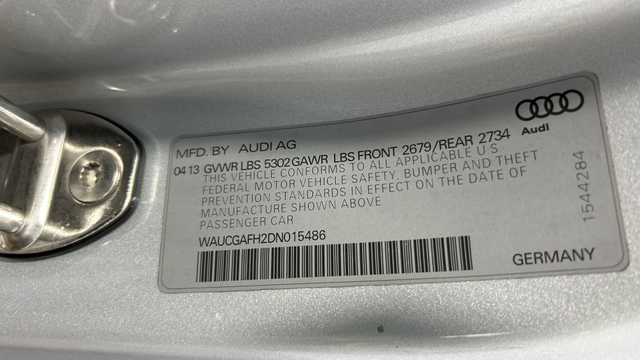 MFD. BY AUDI AG
04 13 GVWR LBS 5302 GAWR LBS FRONT 2679/REAR 2734
THIS VEHICLE CONFORMS TO ALL APPLICABLE U S
FEDERAL MOTOR VEHICLE SAFETY, BUMPER AND THEFT
PREVENTION STANDARDS IN EFFECT ON THE DATE OF
MANUFACTURE SHOWN ABOVE
PASSENGER CAR
WAUCGAFH2DN015486
Audi
1544284
GERMANY